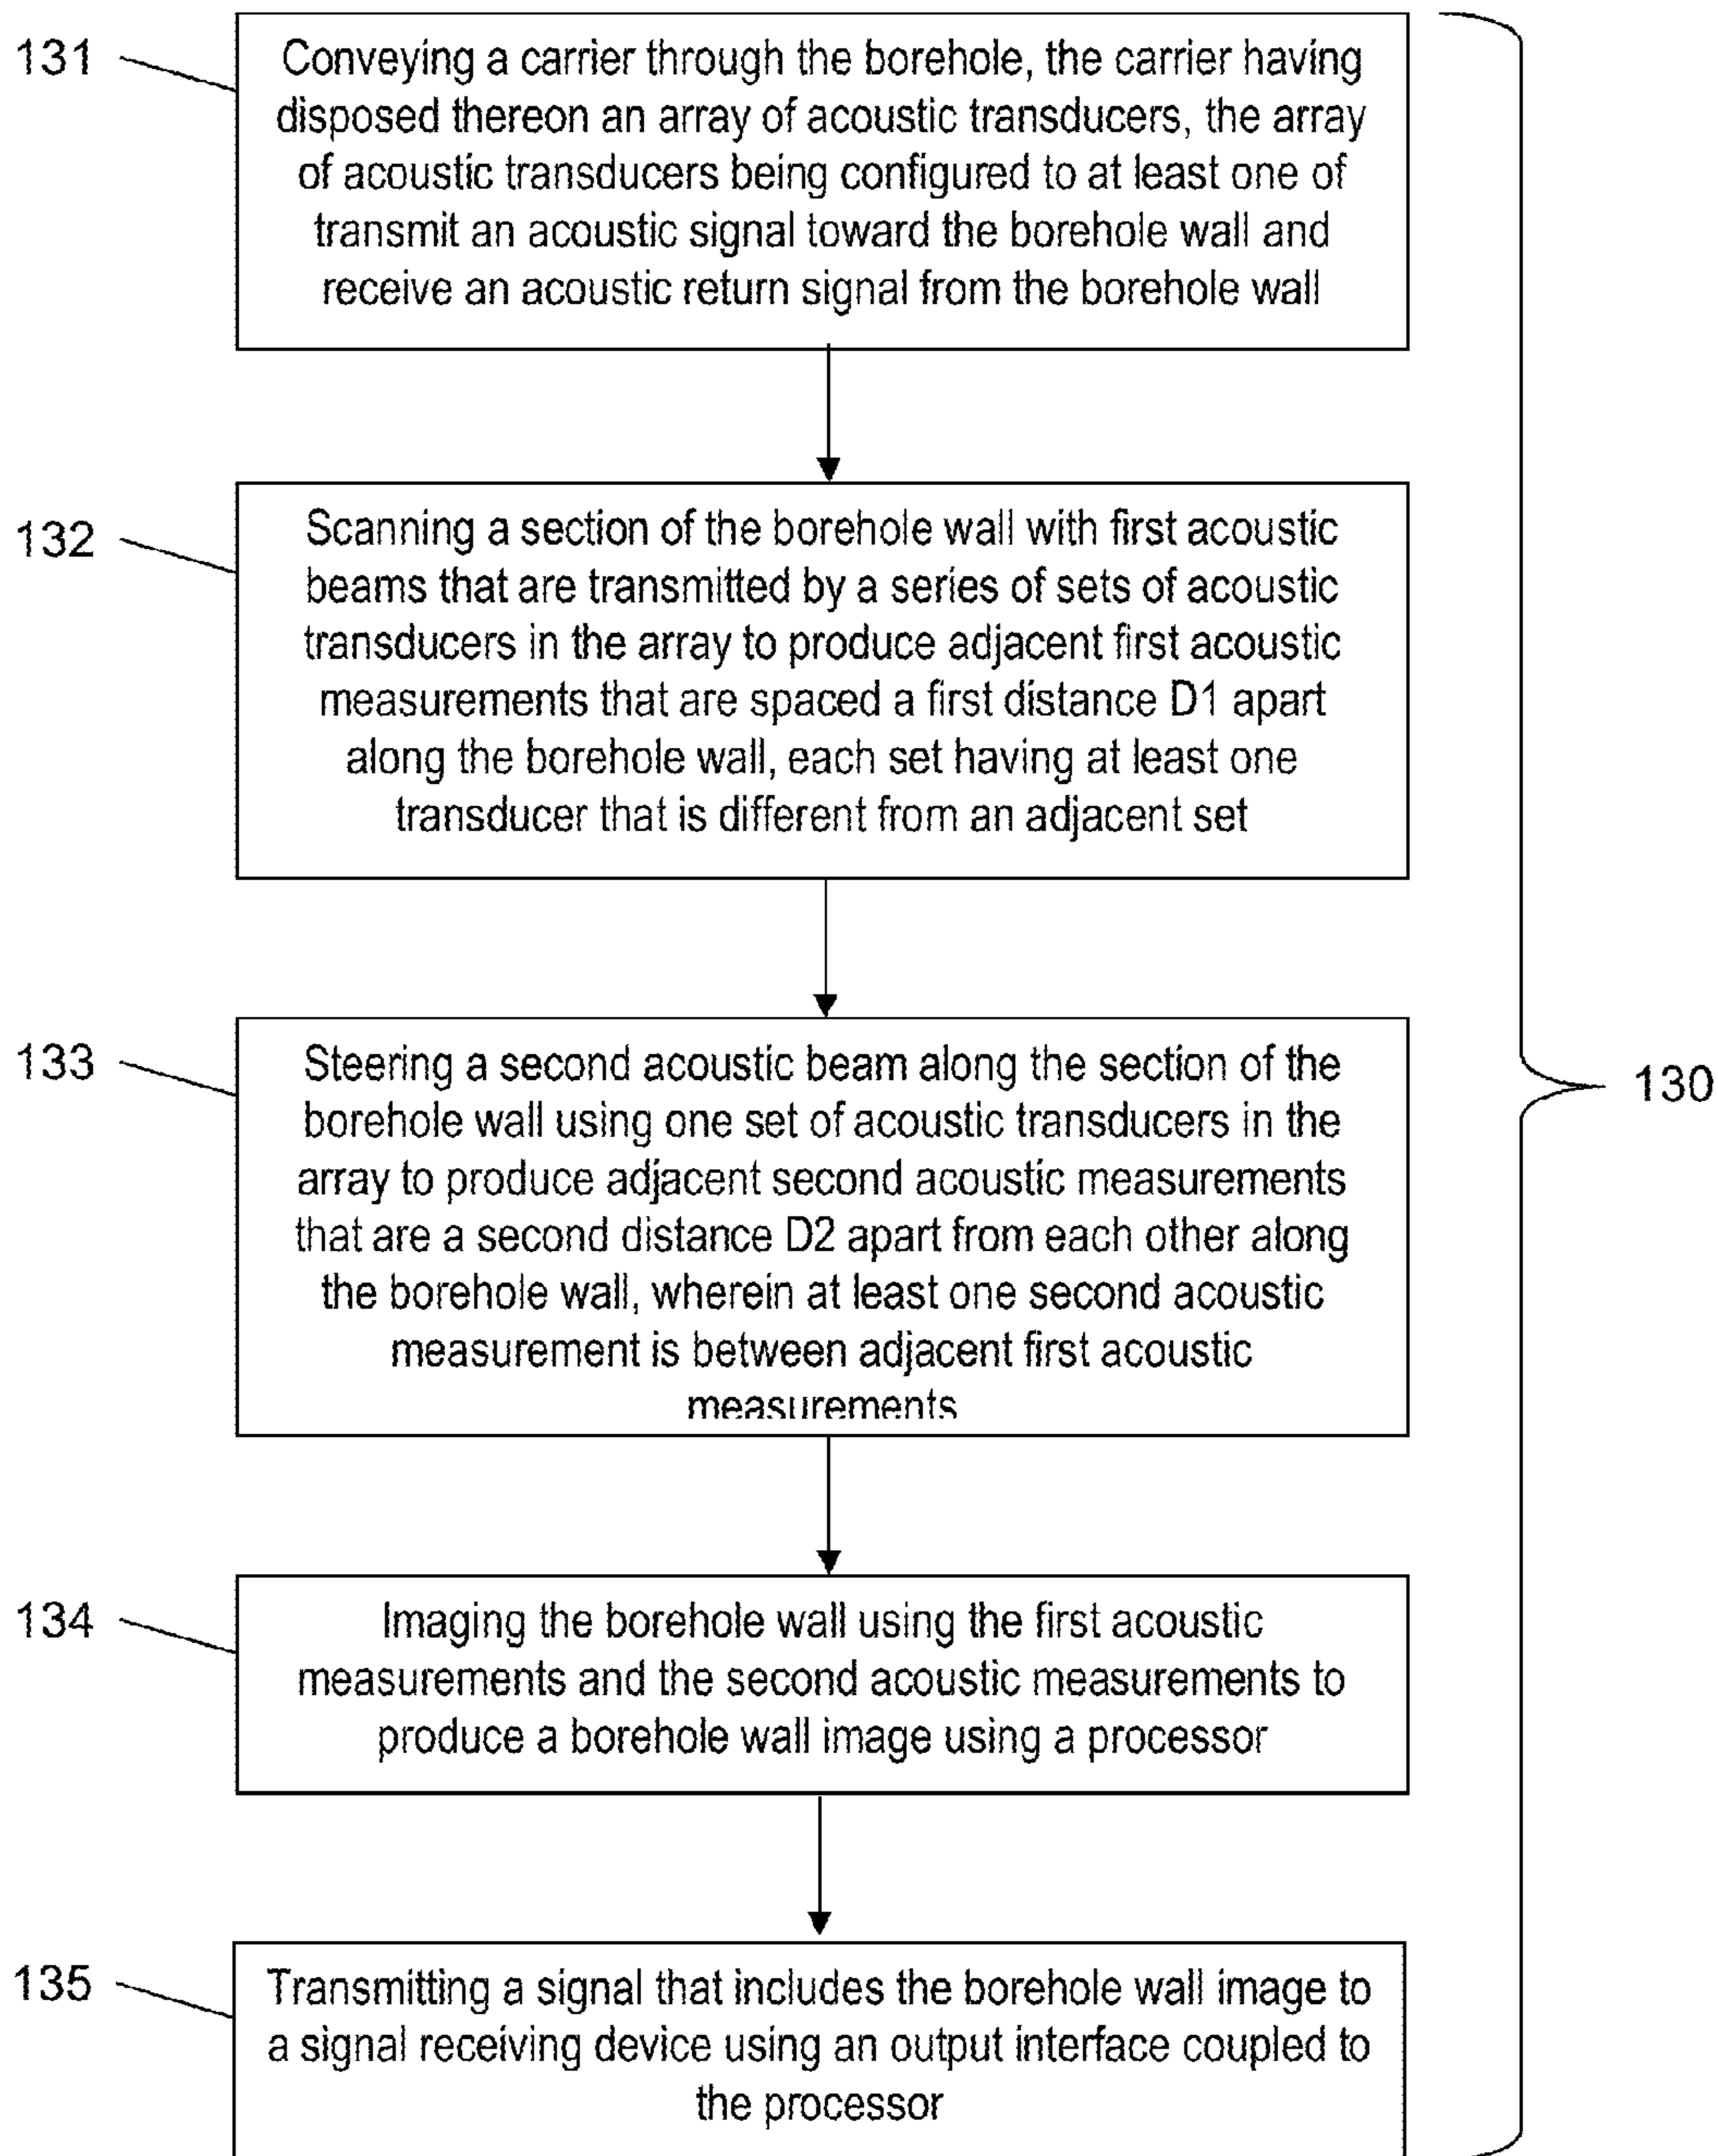 131
Conveying a carrier through the borehole, the carrier having
disposed thereon an array of acoustic transducers, the array
of acoustic transducers being configured to at least one of
transmit an acoustic signal toward the borehole wall and
receive an acoustic return signal from the borehole wall
132
Scanning a section of the borehole wall with first acoustic
beams that are transmitted by a series of sets of acoustic
transducers in the array to produce adjacent first acoustic
measurements that are spaced a first distance D1 apart
along the borehole wall, each set having at least one
transducer that is different from an adjacent set
133
Steering a second acoustic beam along the section of the
borehole wall using one set of acoustic transducers in the
array to produce adjacent second acoustic measurements
that are a second distance D2 apart from each other along
the borehole wall, wherein at least one second acoustic
measurement is between adjacent first acoustic
measurements
130
134
Imaging the borehole wall using the first acoustic
measurements and the second acoustic measurements to
produce a borehole wall image using a processor
135
Transmitting a signal that includes the borehole wall image to
a signal receiving device using an output interface coupled to
the processor